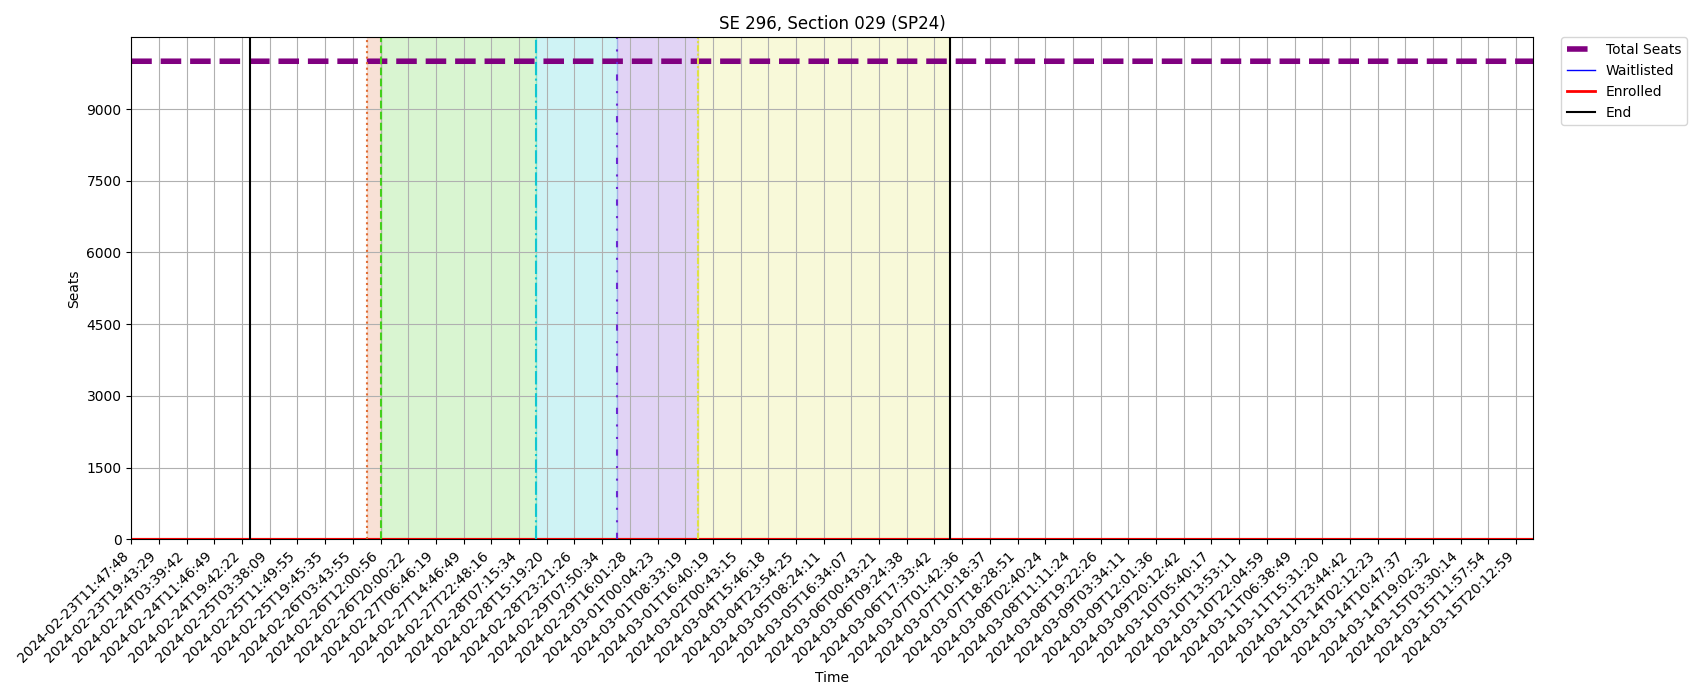 SE 296, Section 029 (SP24)
Total Seats
Waitlisted
Enrolled
End
Seats
9000
7500
6000
4500
3000
1500
0
2024-02-23T11:47:48
2024-02-23T19:43:29
2024-02-24T03:39:42
2024-02-24T11:46:49
2024-02-24T19:42:22
2024-02-25T03:38:09
2024-02-25T11:49:55
2024-02-25T19:45:35
2024-02-26T03:43:55
2024-02-26T12:00:56
2024-02-26T20:00:22
2024-02-27T06:46:19
2024-02-27T14:46:49
2024-02-27T22:48:16
2024-02-28T07:15:34
2024-02-28T15:19:20
2024-02-28T23:21:26
2024-02-29T07:50:34
2024-02-29T16:01:28
2024-03-01T00:04:23
2024-03-01T08:33:19
2024-03-01T16:40:19
2024-03-02T00:43:15
2024-03-04T15:46:18
2024-03-04T23:54:25
2024-03-05T08:24:11
2024-03-05T16:34:07
2024-03-06T00:43:21
2024-03-06T09:24:38
2024-03-06T17:33:42
2024-03-07T01:42:36
2024-03-07T10:18:37
2024-03-07T18:28:51
2024-03-08T02:40:24
2024-03-08T11:11:24
2024-03-08T19:22:26
2024-03-09T03:34:11
2024-03-09T12:01:36
2024-03-09T20:12:42
2024-03-10T05:40:17
2024-03-10T13:53:11
2024-03-10T22:04:59
2024-03-11T06:38:49
2024-03-11T15:31:20
2024-03-11T23:44:42
2024-03-14T02:12:23
2024-03-14T10:47:37
2024-03-14T19:02:32
2024-03-15T03:30:14
2024-03-15T11:57:54
2024-03-15T20:12:59
Time